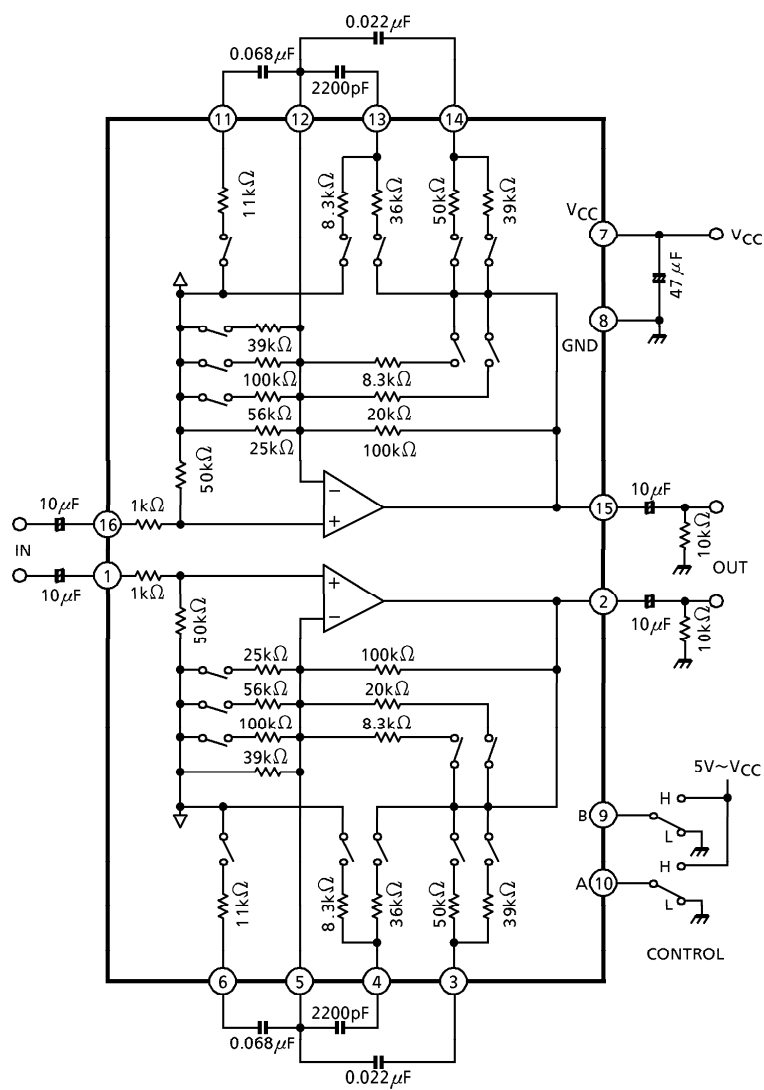 0.022μF
0.068μF
2200pF
11
12
13
14
11kΩ
8.3kΩ
36kΩ
50kΩ
39kΩ
VCC
7
VCC
47μF
8
GND
39kΩ
100kΩ
8.3kΩ
56kΩ
20kΩ
25kΩ
100kΩ
50kΩ
10μF
16
1kΩ
−
+
15
10μF
10kΩ
IN
OUT
1
10μF
1kΩ
+
−
2
10μF
10kΩ
50kΩ
25kΩ
100kΩ
56kΩ
20kΩ
100kΩ
8.3kΩ
39kΩ
5V~VCC
H
B
9
L
H
A
10
L
11kΩ
8.3kΩ
36kΩ
50kΩ
39kΩ
CONTROL
6
5
4
3
2200pF
0.068μF
0.022μF